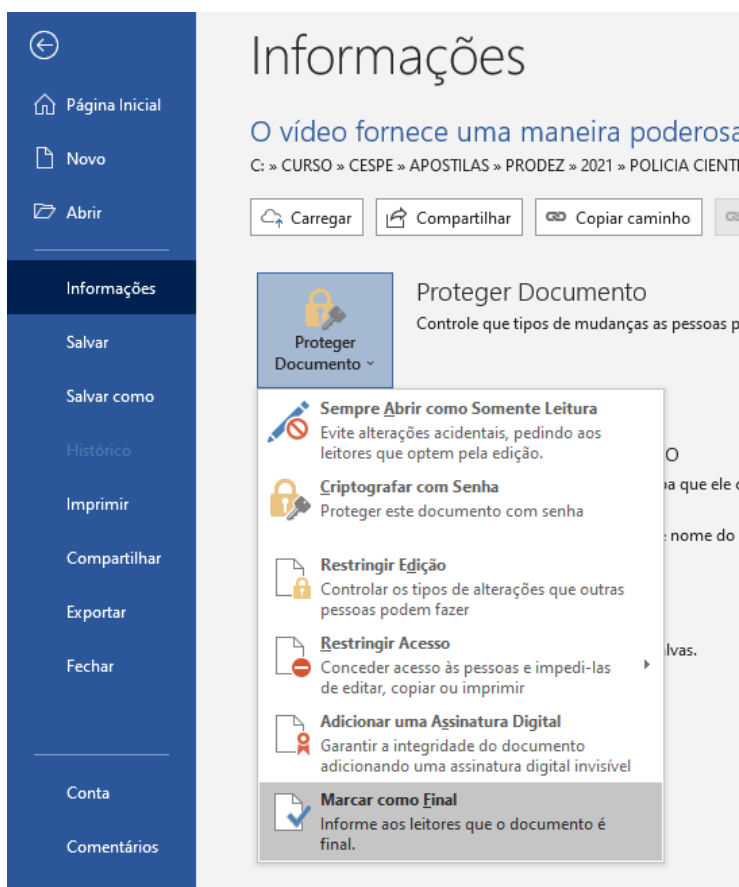 Informações
Página Inicial
O vídeo fornece uma maneira poderosa
Novo
C: » CURSO » CESPE » APOSTILAS » PRODEZ » 2021 » POLICIA
Abrir
Carregar
Compartilhar
Copiar caminho
Informações
Salvar
Salvar como
Histórico
Imprimir
Compartilhar
Exportar
Fechar
Conta
Comentários
Proteger Documento
Controle que tipos de mudanças as pessoas
Proteger
Documento
Sempre Abrir como Somente Leitura
Evite alterações acidentais, pedindo aos
leitores que optem pela edição.
Criptografar com Senha
Proteger este documento com senha
Restringir Edição
Controlar os tipos de alterações que outras
pessoas podem fazer
Restringir Acesso
Conceder acesso às pessoas e impedi-las
de editar, copiar ou imprimir
Adicionar uma Assinatura Digital
Garantir a integridade do documento
adicionando uma assinatura digital invisível
Marcar como Final
Informe aos leitores que o documento é
final.
O
que ele
nome do
lvas.